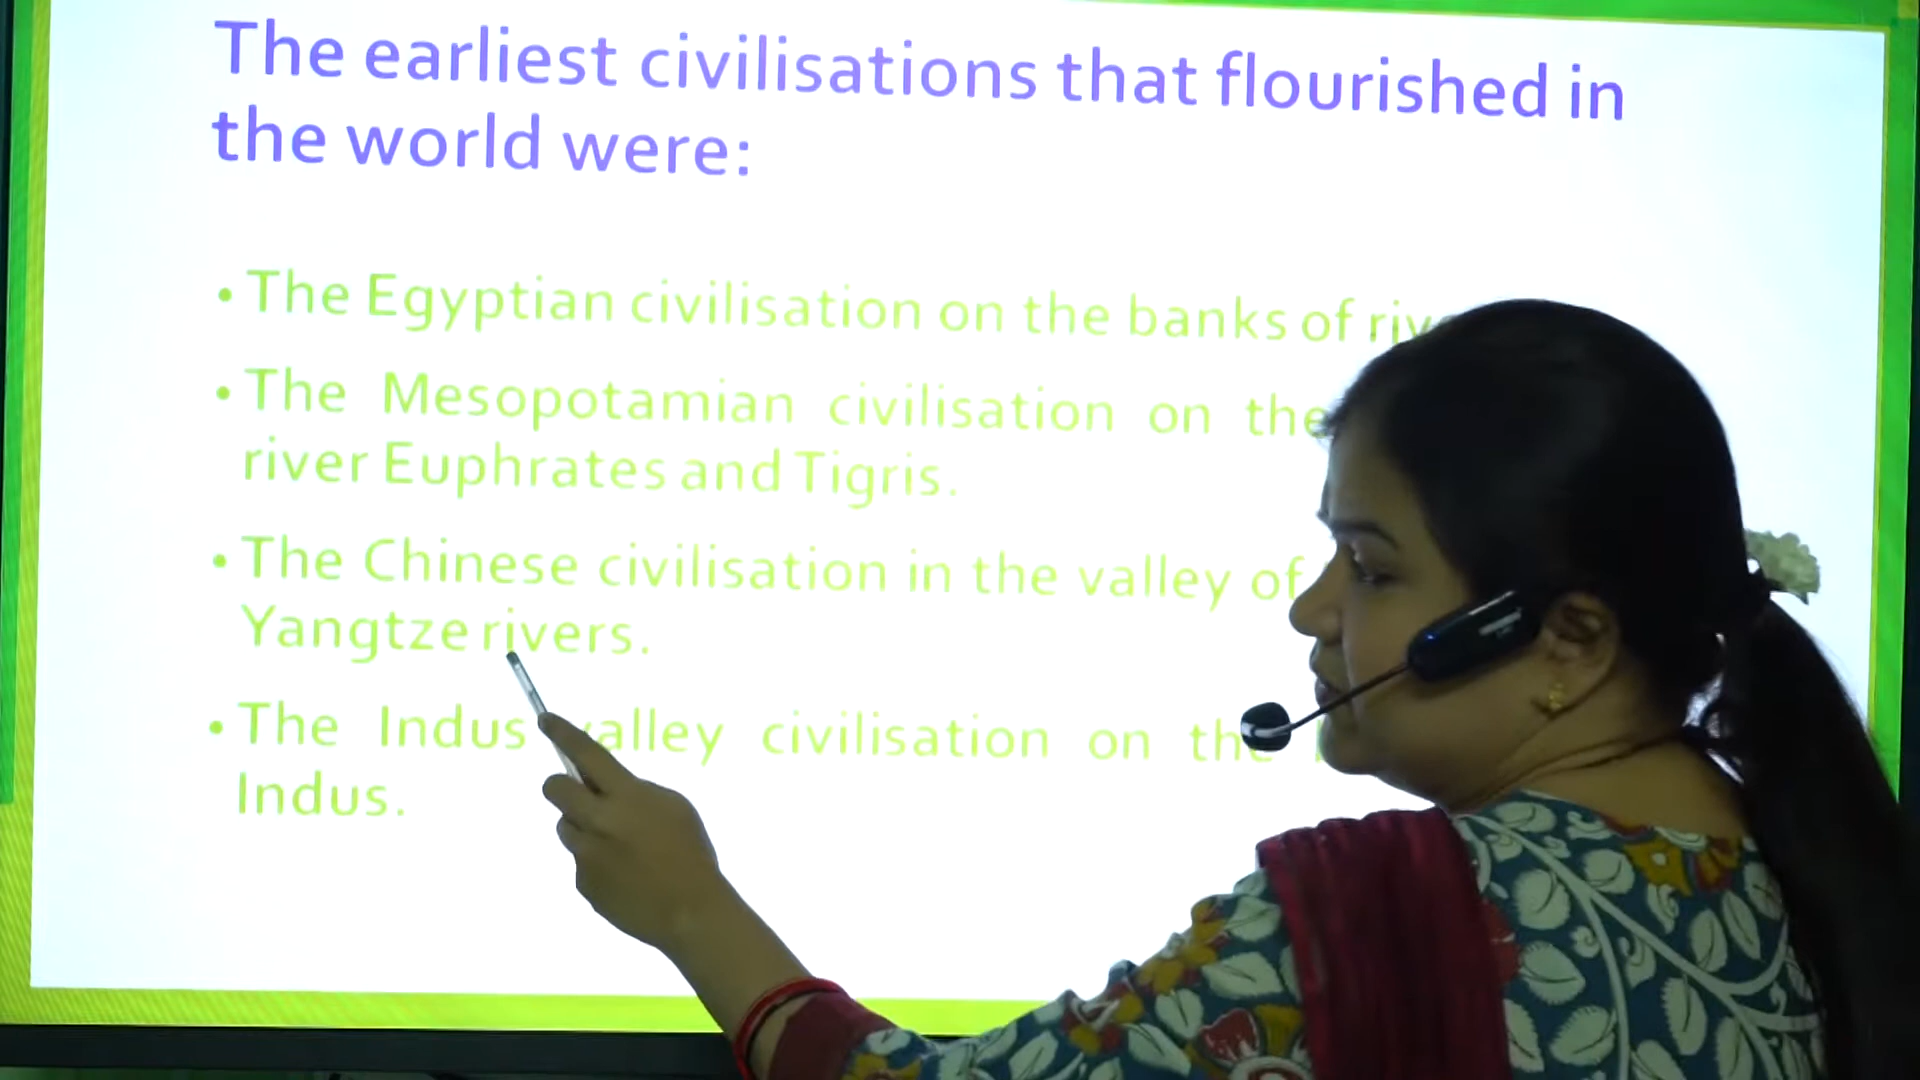 The earliest civilisations that flourished in
the world were:
• The Egyptian civilisation on the banks of
• The Mesopotamian civilisation on the
river Euphrates and Tigris.
• The Chinese civilisation in the valley of
Yangtze rivers.
• The Indus valley civilisation on the
Indus.